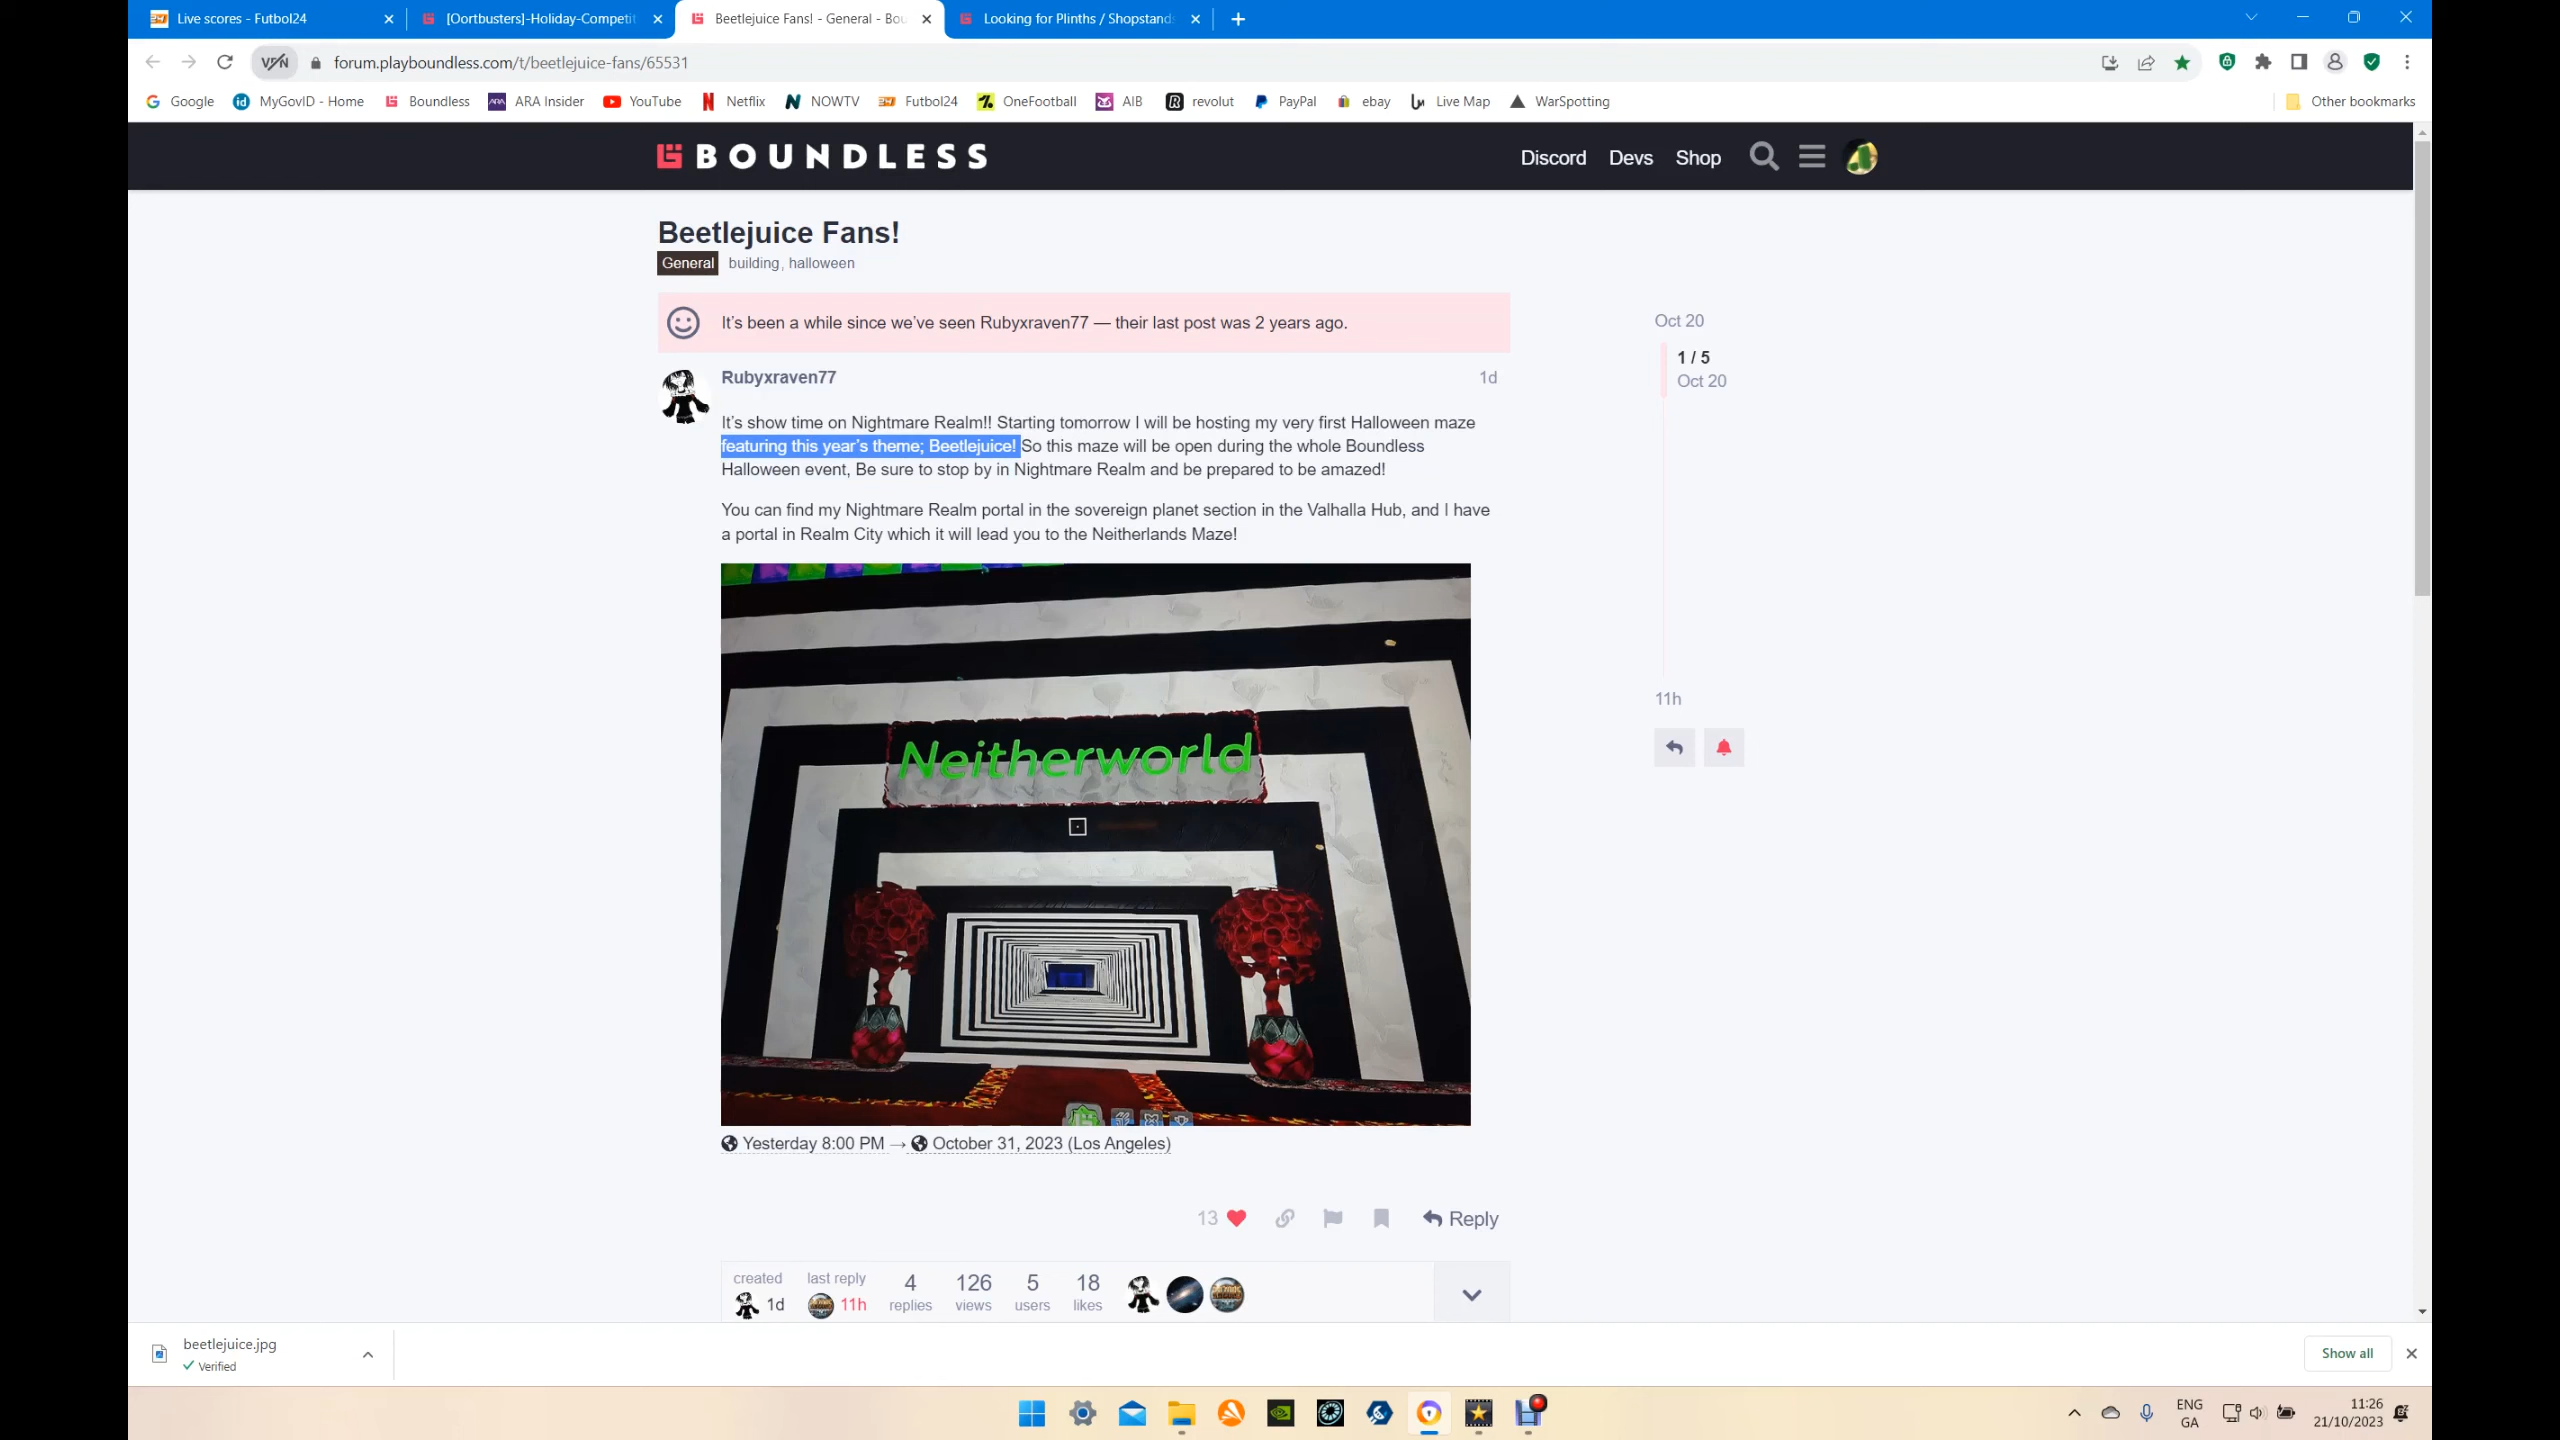 Live scores - Futbol24
[Oortbusters]-Holiday-Competit
Beetlejuice Fans! - General - Bou
Looking for Plinths / Shopstand
VPN
forum.playboundless.com/t/beetlejuice-fans/65531
Google
MyGovID - Home
Boundless
ARA Insider
YouTube
Netflix
NOWTV
Futbol24
OneFootball
AIB
revolut
PayPal
ebay
Live Map
WarSpotting
Other bookmarks
BOUNDLESS
Discord
Devs
Shop
Beetlejuice Fans!
General building, halloween
It's been a while since we've seen Rubyxraven77 — their last post was 2 years ago.
Rubyxraven77
1d
It's show time on Nightmare Realm!! Starting tomorrow I will be hosting my very first Halloween maze
featuring this year's theme; Beetlejuice! So this maze will be open during the whole Boundless
Halloween event, Be sure to stop by in Nightmare Realm and be prepared to be amazed!
You can find my Nightmare Realm portal in the sovereign planet section in the Valhalla Hub, and I have
a portal in Realm City which it will lead you to the Neitherlands Maze!
Neitherworld
Yesterday 8:00 PM → October 31, 2023 (Los Angeles)
Oct 20
1 / 5
Oct 20
11h
13
Reply
created
1d
last reply
11h
4
replies
126
views
5
users
18
likes
beetlejuice.jpg
Verified
Show all
ENG
GA
11:26
21/10/2023